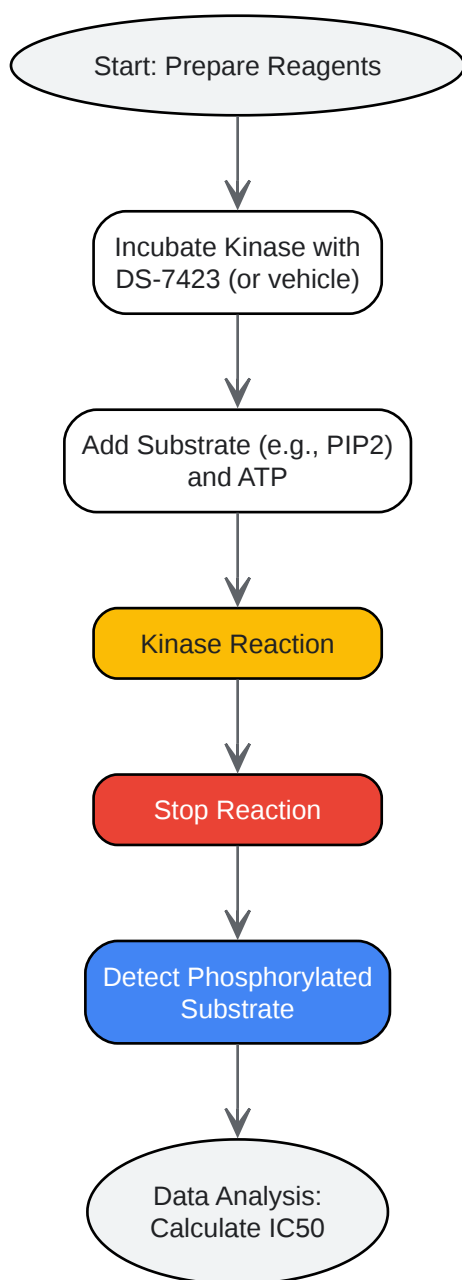 Start: Prepare Reagents
Incubate Kinase with
DS-7423 (or vehicle)
Add Substrate (e.g., PIP2)
and ATP
Kinase Reaction
Stop Reaction
Detect Phosphorylated
Substrate
Data Analysis:
Calculate IC50